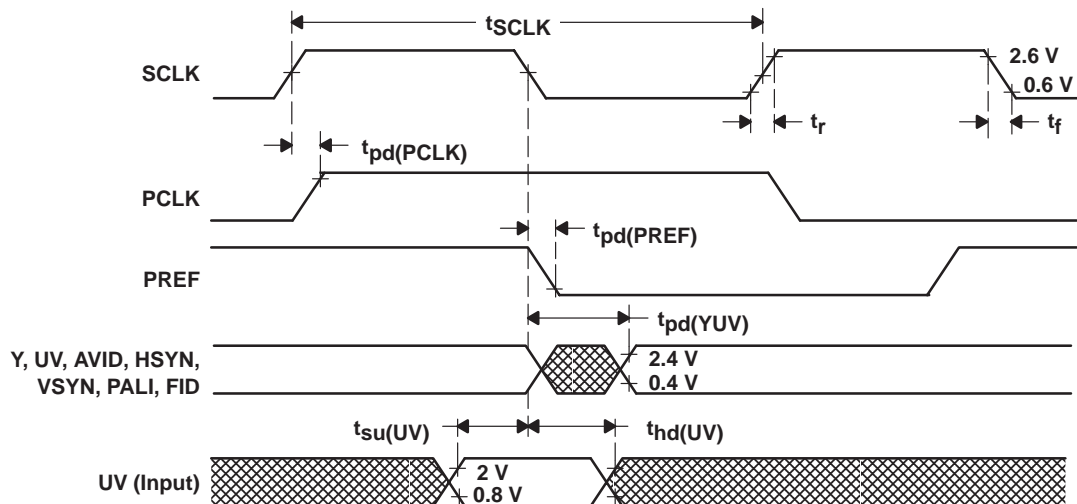 tSCLK
SCLK
2.6 V
0.6 V
tr
tf
tpd(PCLK)
PCLK
tpd(PREF)
PREF
tpd(YUV)
Y, UV, AVID, HSYN,
VSYN, PALI, FID
2.4 V
0.4 V
tsu(UV)
thd(UV)
UV (Input)
2 V
0.8 V